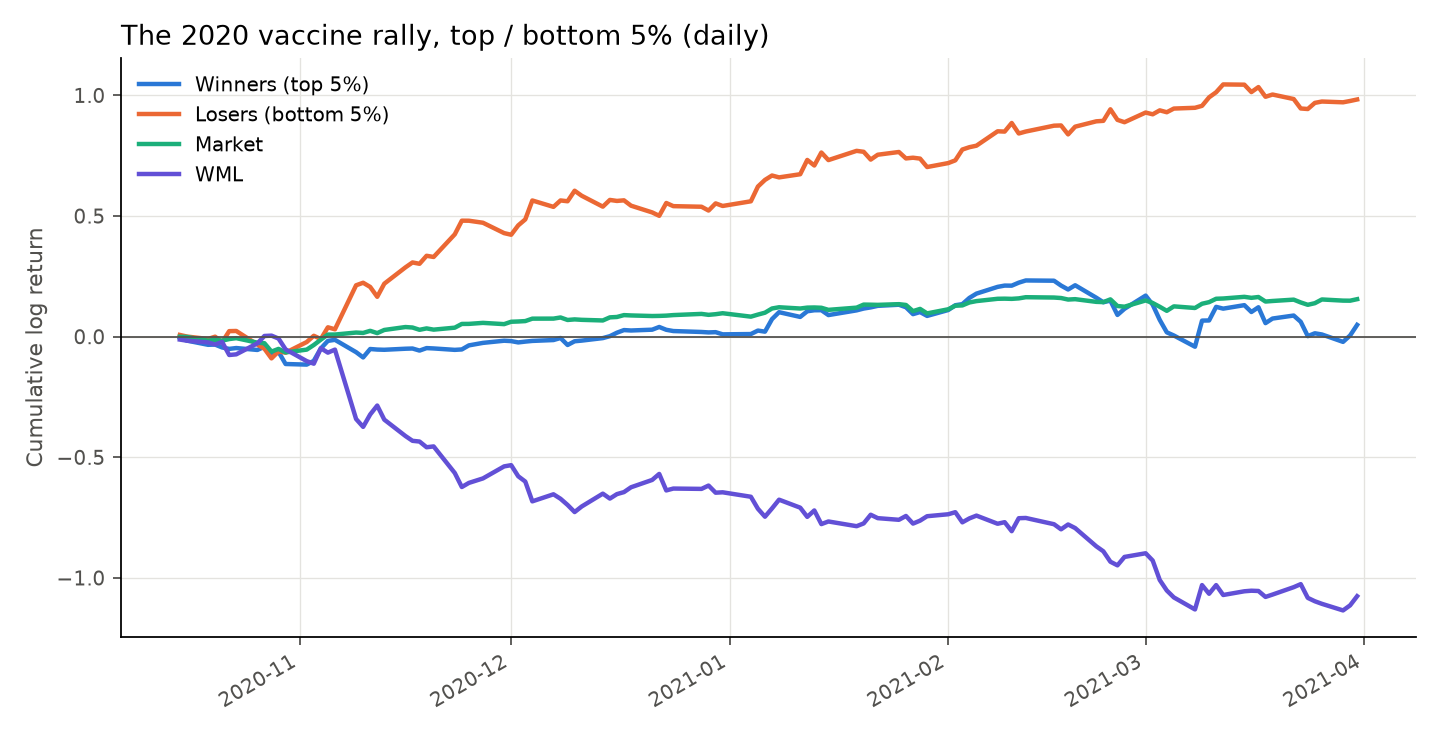 The 2020 vaccine rally, top / bottom 5% (daily)
Winners (top 5%)
Losers (bottom 5%)
Market
WML
Cumulative log return
1.0
0.5
0.0
−0.5
−1.0
2020-11
2020-12
2021-01
2021-02
2021-03
2021-04